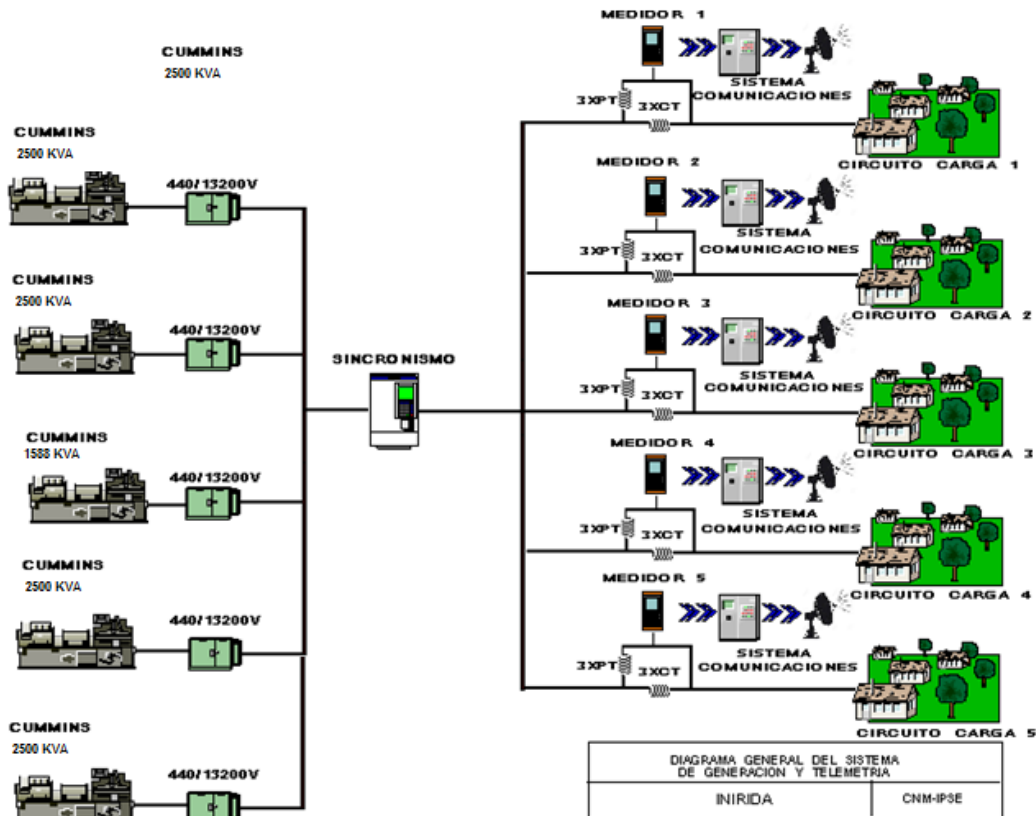 CUMMINS
2500 KVA
CUMMINS
2500 KVA
440/13200V
CUMMINS
2500 KVA
440/13200V
CUMMINS
1588 KVA
440/13200V
CUMMINS
2500 KVA
440/13200V
CUMMINS
2500 KVA
440/13200V
SINCRONISMO
MEDIDOR 1
SISTEMA
COMUNICACIONES
3XPT
3XCT
CIRCUITO CARGA 1
MEDIDOR 2
SISTEMA
COMUNICACIONES
3XPT
3XCT
CIRCUITO CARGA 2
MEDIDOR 3
SISTEMA
COMUNICACIONES
3XPT
3XCT
CIRCUITO CARGA 3
MEDIDOR 4
SISTEMA
COMUNICACIONES
3XPT
3XCT
CIRCUITO CARGA 4
MEDIDOR 5
SISTEMA
COMUNICACIONES
3XPT
3XCT
CIRCUITO CARGA 5
DIAGRAMA GENERAL DEL SISTEMA
DE GENERACION Y TELEMETRIA
INIRIDA
CNM-IPSE